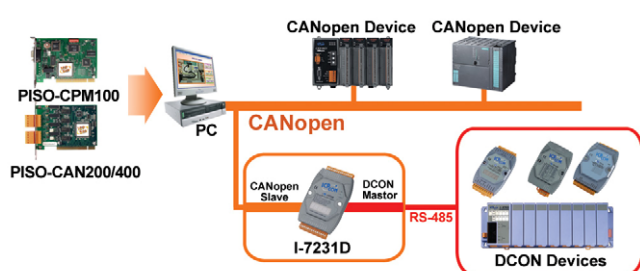 CANopen Device
CANopen Device
PISO-CPM100
PC
CANopen
PISO-CAN200/400
CANopen
Slave
DCON
Mastor
I-7231D
RS-485
DCON Devices